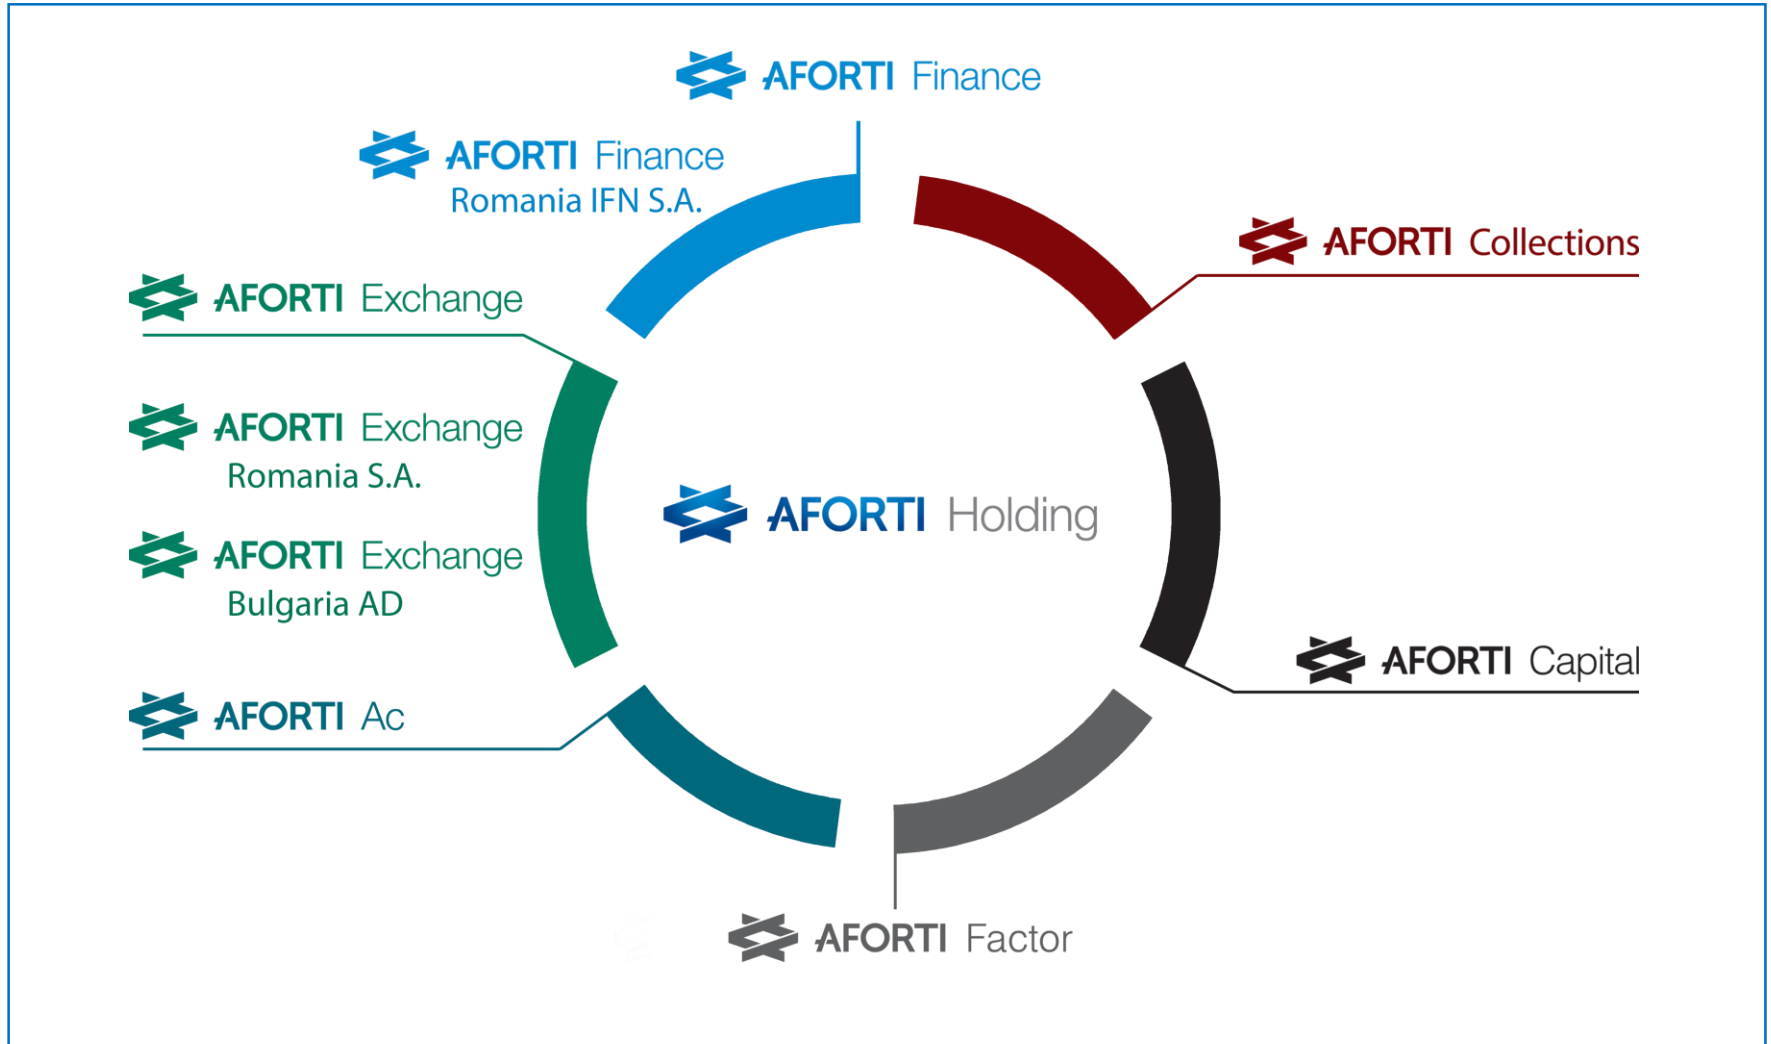 AFORTI Finance
AFORTI Finance
Romania IFN S.A.
AFORTI Collections
AFORTI Exchange
AFORTI Exchange
Romania S.A.
AFORTI Holding
AFORTI Exchange
Bulgaria AD
AFORTI Capital
AFORTI Ac
AFORTI Factor